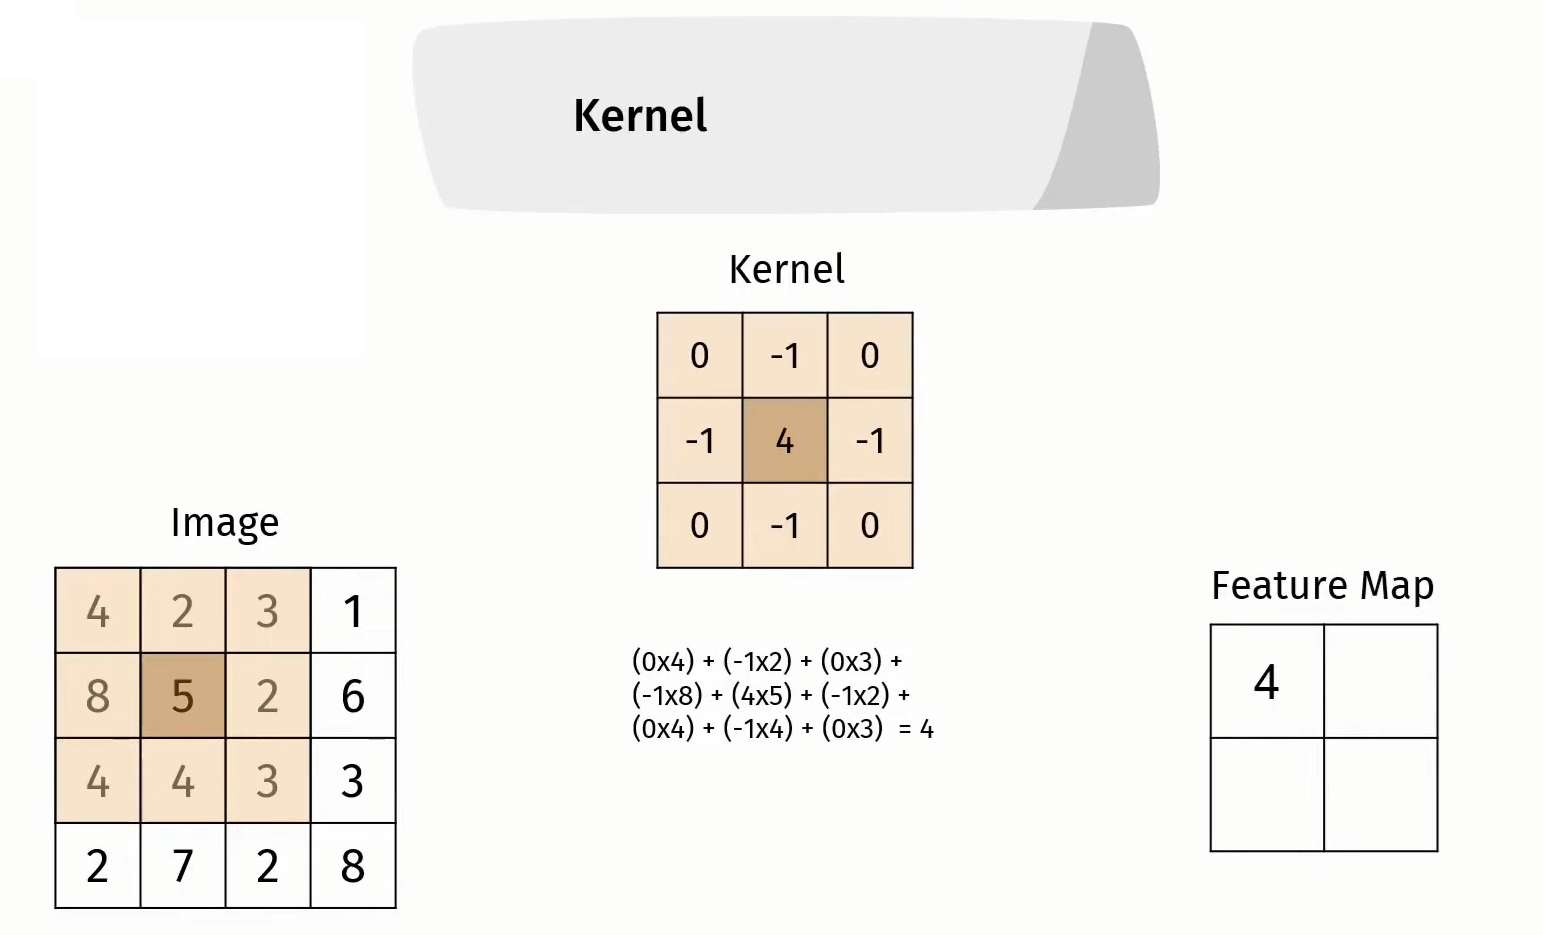 Kernel
Kernel
0 -1 0
-1 4 -1
0 -1 0
Image
4 2 3 1
8 5 2 6
4 4 3 3
2 7 2 8
(0x4) + (-1x2) + (0x3) +
(-1x8) + (4x5) + (-1x2) +
(0x4) + (-1x4) + (0x3) = 4
Feature Map
4